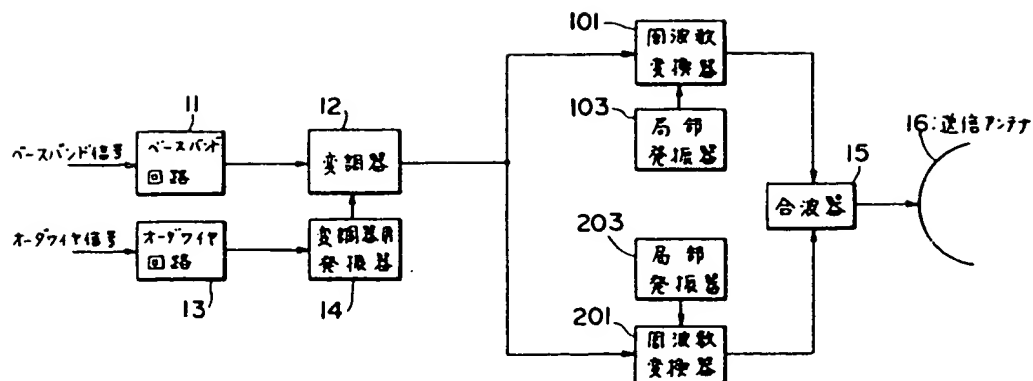 101
周波数
変換器
103
局部
発振器
11
12
16:送信アンテナ
15
ベースバンド信号
ベースバンド
回路
変調器
合波器
オーダワイヤ信号
オーダワイヤ
回路
変調器用
発振器
13
14
203
局部
発振器
201
周波数
変換器